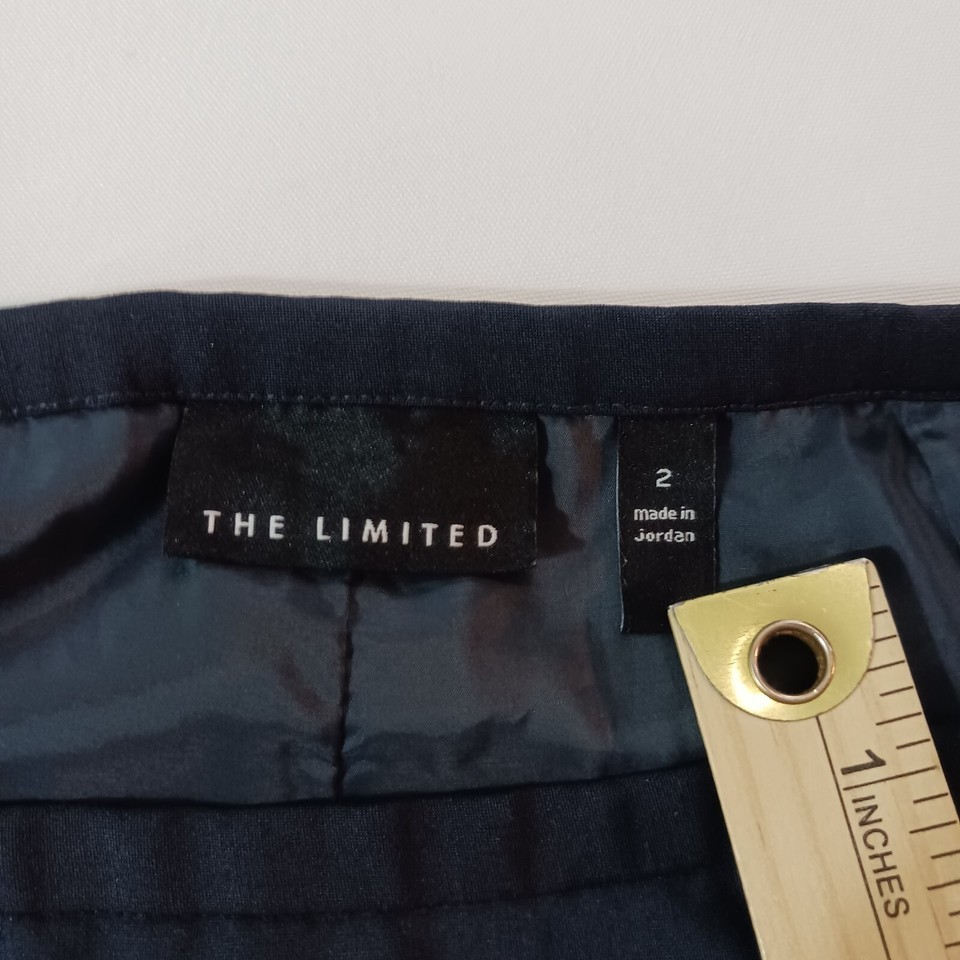 THE LIMITED
2
made in
Jordan
1
INCHES